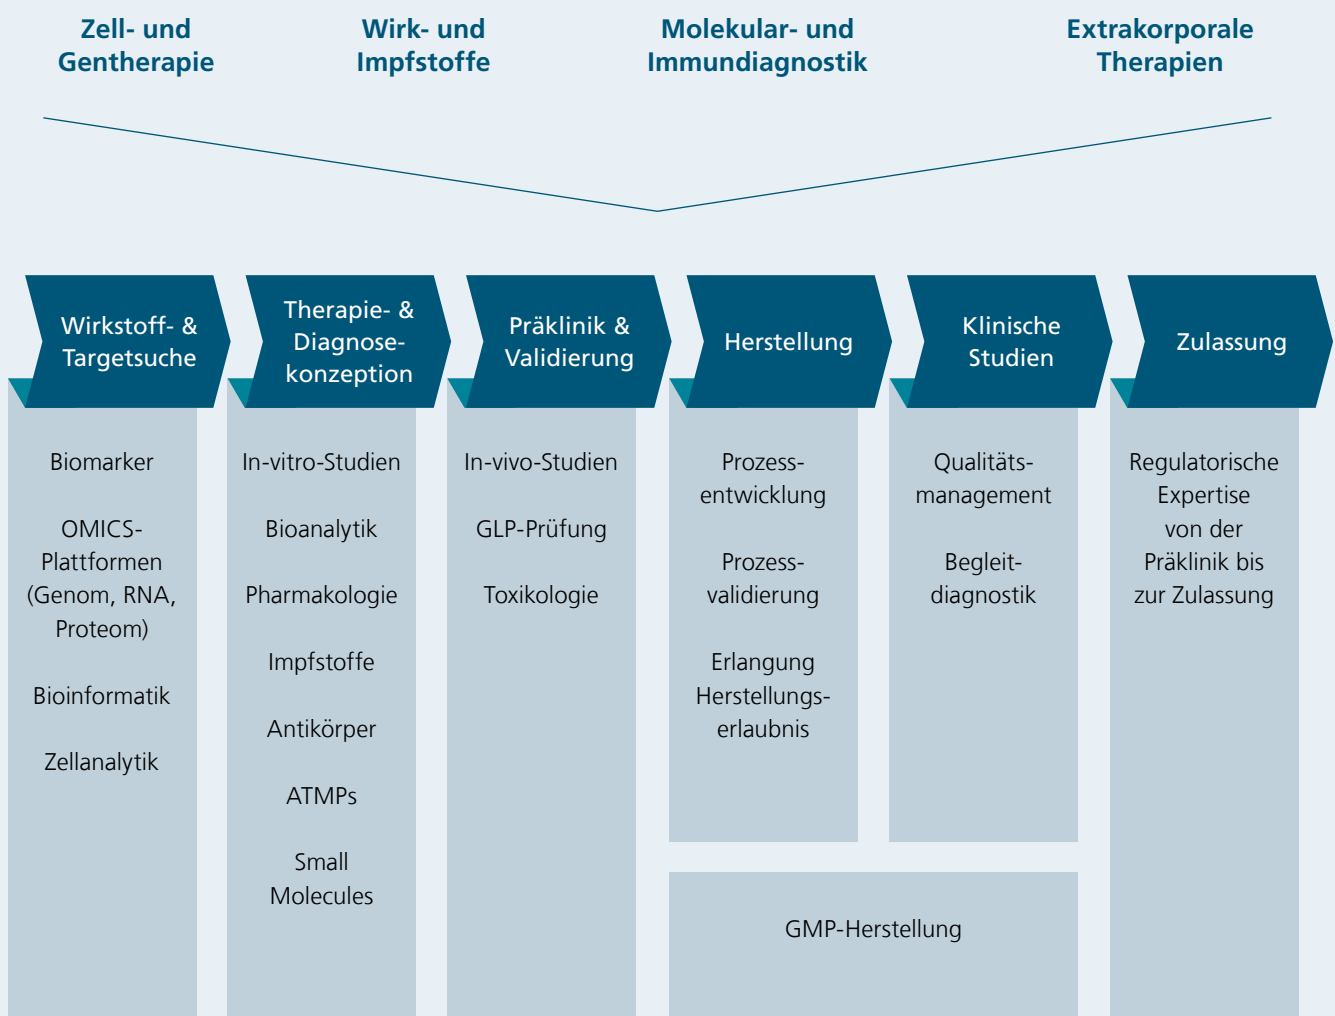 Zell- und
Gentherapie
Wirk- und
Impfstoffe
Molekular- und
Immundiagnostik
Extrakorporale
Therapien
Wirkstoff- &
Targetsuche
Therapie- &
Diagnose-
konzeption
Präklinik &
Validierung
Herstellung
Klinische
Studien
Zulassung
Biomarker
OMICS-
Plattformen
(Genom, RNA,
Proteom)
Bioinformatik
Zellanalytik
In-vitro-Studien
Bioanalytik
Pharmakologie
Impfstoffe
Antikörper
ATMPs
Small
Molecules
In-vivo-Studien
GLP-Prüfung
Toxikologie
Prozess-
entwicklung
Prozess-
validierung
Erlangung
Herstellungs-
erlaubnis
Qualitäts-
management
Begleit-
diagnostik
GMP-Herstellung
Regulatorische
Expertise
von der
Präklinik bis
zur Zulassung